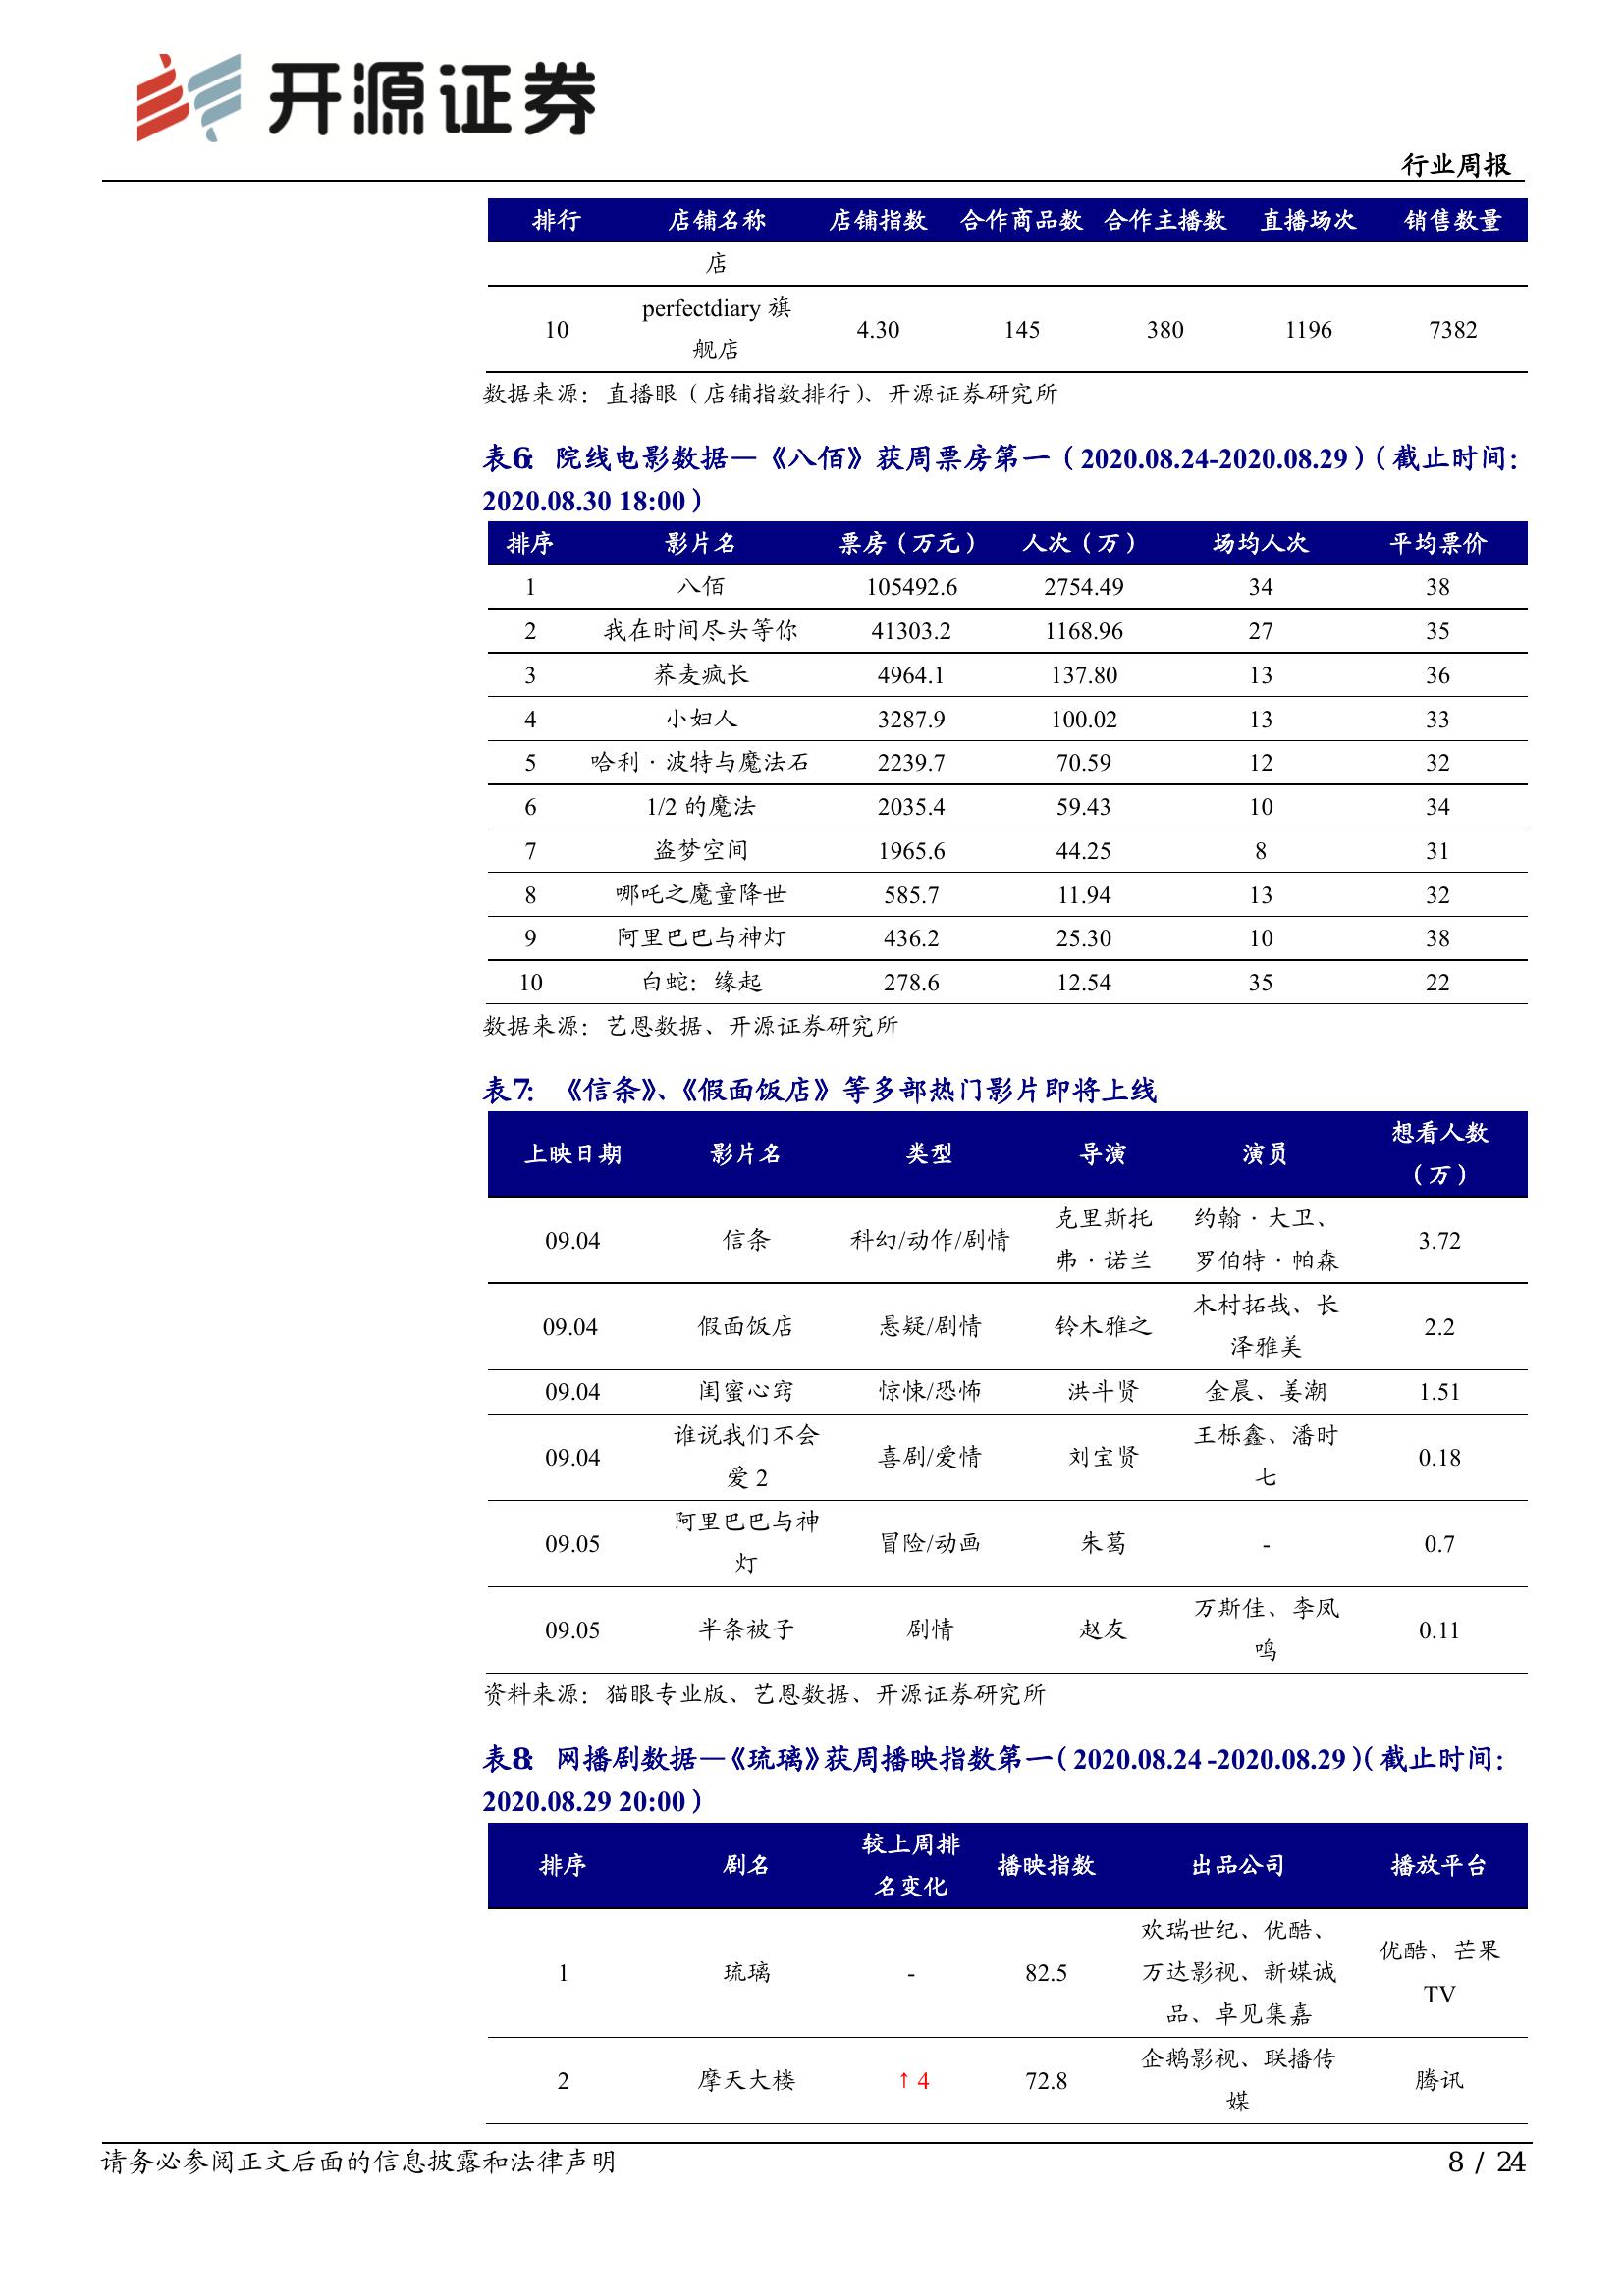 开源证券
行业周报
排行 店铺名称 店铺指数 合作商品数 合作主播数 直播场次 销售数量
店
10 perfectdiary 旗舰店 4.30 145 380 1196 7382
数据来源：直播眼（店铺指数排行）、开源证券研究所
表6： 院线电影数据—《八佰》获周票房第一（2020.08.24-2020.08.29）（截止时间：
2020.08.30 18:00）
排序 影片名 票房（万元） 人次（万） 场均人次 平均票价
1 八佰 105492.6 2754.49 34 38
2 我在时间尽头等你 41303.2 1168.96 27 35
3 荞麦疯长 4964.1 137.80 13 36
4 小妇人 3287.9 100.02 13 33
5 哈利·波特与魔法石 2239.7 70.59 12 32
6 1/2 的魔法 2035.4 59.43 10 34
7 盗梦空间 1965.6 44.25 8 31
8 哪吒之魔童降世 585.7 11.94 13 32
9 阿里巴巴与神灯 436.2 25.30 10 38
10 白蛇：缘起 278.6 12.54 35 22
数据来源：艺恩数据、开源证券研究所
表7： 《信条》、《假面饭店》等多部热门影片即将上线
上映日期 影片名 类型 导演 演员 想看人数（万）
09.04 信条 科幻/动作/剧情 克里斯托弗·诺兰 约翰·大卫、罗伯特·帕森 3.72
09.04 假面饭店 悬疑/剧情 铃木雅之 木村拓哉、长泽雅美 2.2
09.04 闺蜜心窍 惊悚/恐怖 洪斗贤 金晨、姜潮 1.51
09.04 谁说我们不会爱 2 喜剧/爱情 刘宝贤 王栎鑫、潘时七 0.18
09.05 阿里巴巴与神灯 冒险/动画 朱葛 - 0.7
09.05 半条被子 剧情 赵友 万斯佳、李凤鸣 0.11
资料来源：猫眼专业版、艺恩数据、开源证券研究所
表8： 网播剧数据—《琉璃》获周播映指数第一（2020.08.24 -2020.08.29）（截止时间：
2020.08.29 20:00）
排序 剧名 较上周排名变化 播映指数 出品公司 播放平台
1 琉璃 - 82.5 欢瑞世纪、优酷、万达影视、新媒诚品、卓见集嘉 优酷、芒果TV
2 摩天大楼 ↑4 72.8 企鹅影视、联播传媒 腾讯
请务必参阅正文后面的信息披露和法律声明
8 / 24